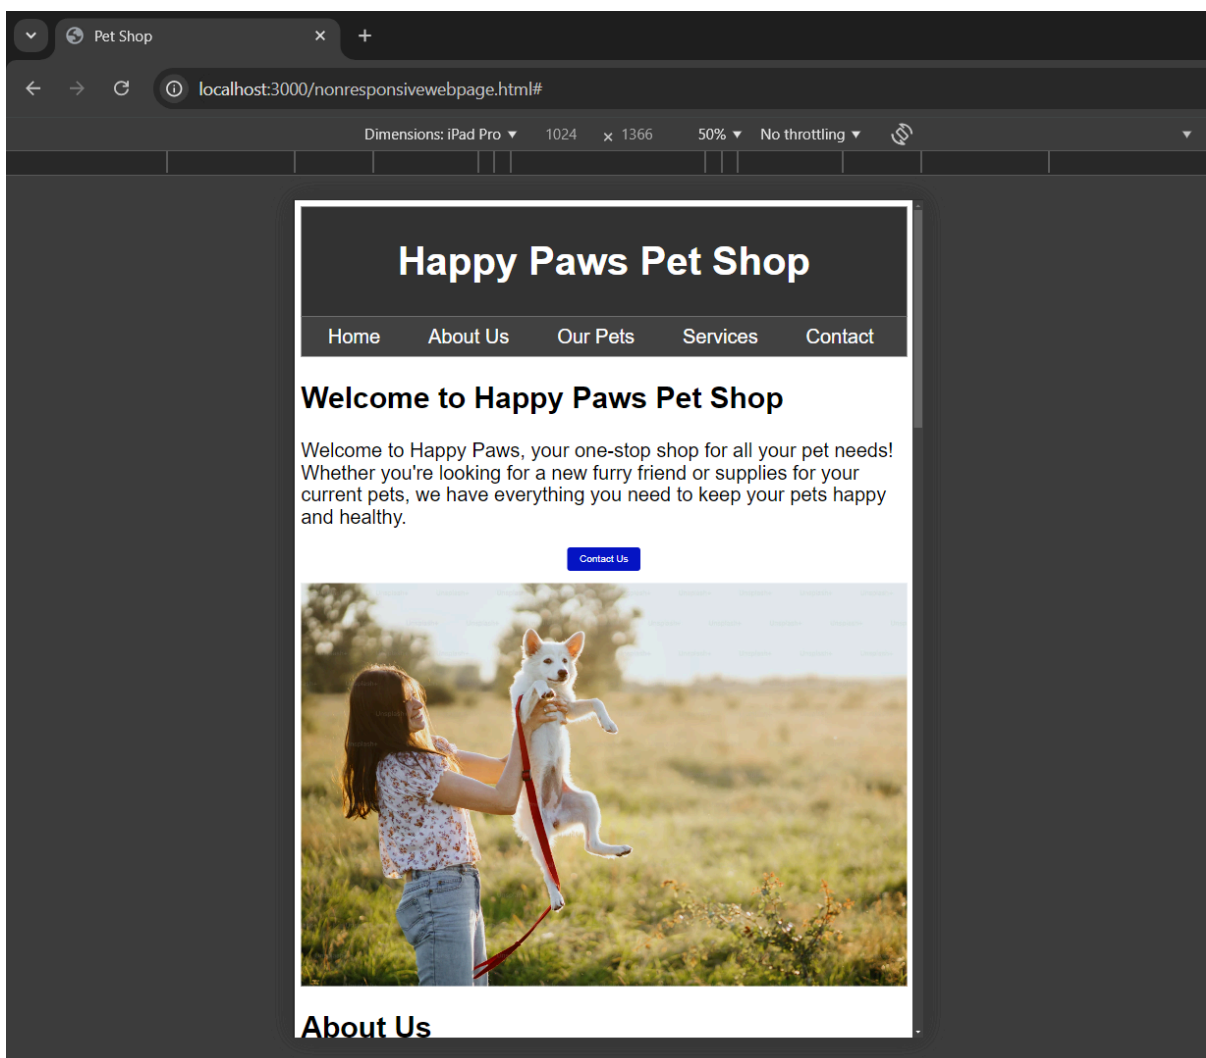 Pet Shop
localhost:3000/nonresponsivewebpage.html#
Dimensions: iPad Pro 1024 × 1366 50% No throttling
Happy Paws Pet Shop
Home About Us Our Pets Services Contact
Welcome to Happy Paws Pet Shop
Welcome to Happy Paws, your one-stop shop for all your pet needs!
Whether you're looking for a new furry friend or supplies for your
current pets, we have everything you need to keep your pets happy
and healthy.
Contact Us
About Us